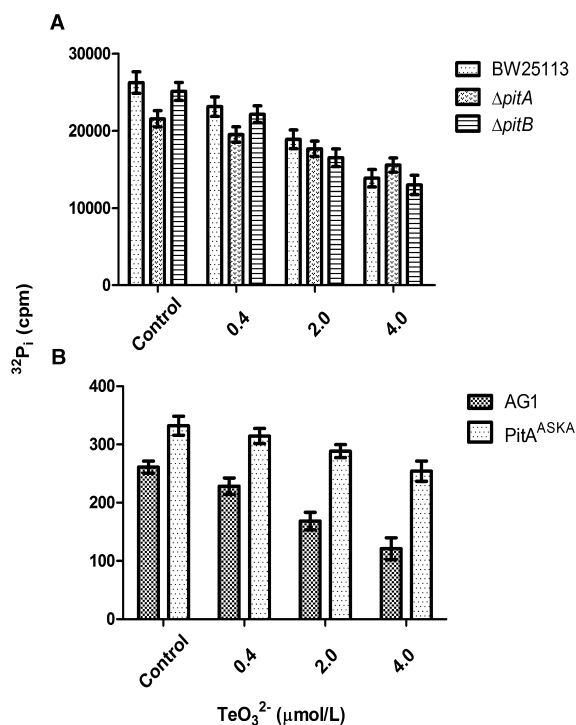 A
30000
20000
10000
0
Control
0.4
2.0
4.0
BW25113
ΔpitA
ΔpitB
³²Pᵢ (cpm)
B
400
300
200
100
0
Control
0.4
2.0
4.0
AG1
PitA^ASKA
TeO₃²⁻ (µmol/L)